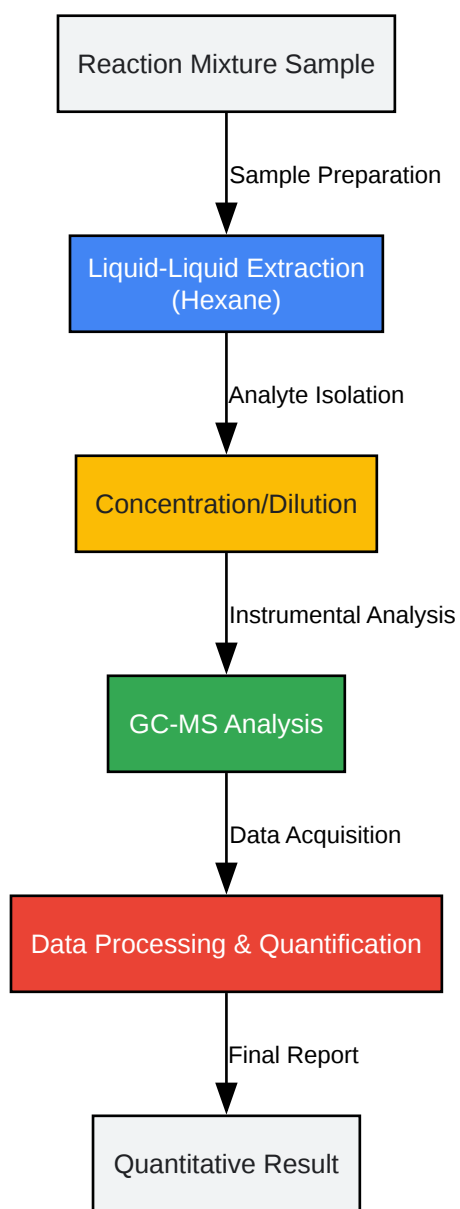 Reaction Mixture Sample
Sample Preparation
Liquid-Liquid Extraction
(Hexane)
Analyte Isolation
Concentration/Dilution
Instrumental Analysis
GC-MS Analysis
Data Acquisition
Data Processing & Quantification
Final Report
Quantitative Result